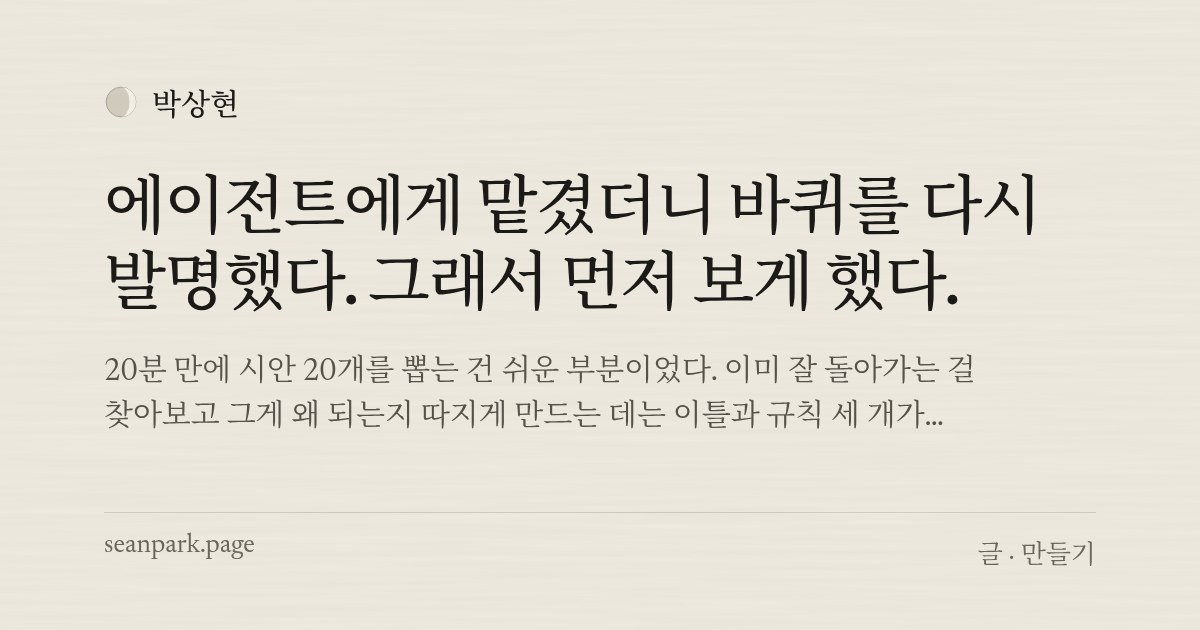 박상현
에이전트에게 맡겼더니 바퀴를 다시
발명했다. 그래서 먼저 보게 했다.
20분 만에 시안 20개를 뽑는 건 쉬운 부분이었다. 이미 잘 돌아가는 걸
찾아보고 그게 왜 되는지 따지게 만드는 데는 이틀과 규칙 세 개가...
seanpark.page
글 · 만들기